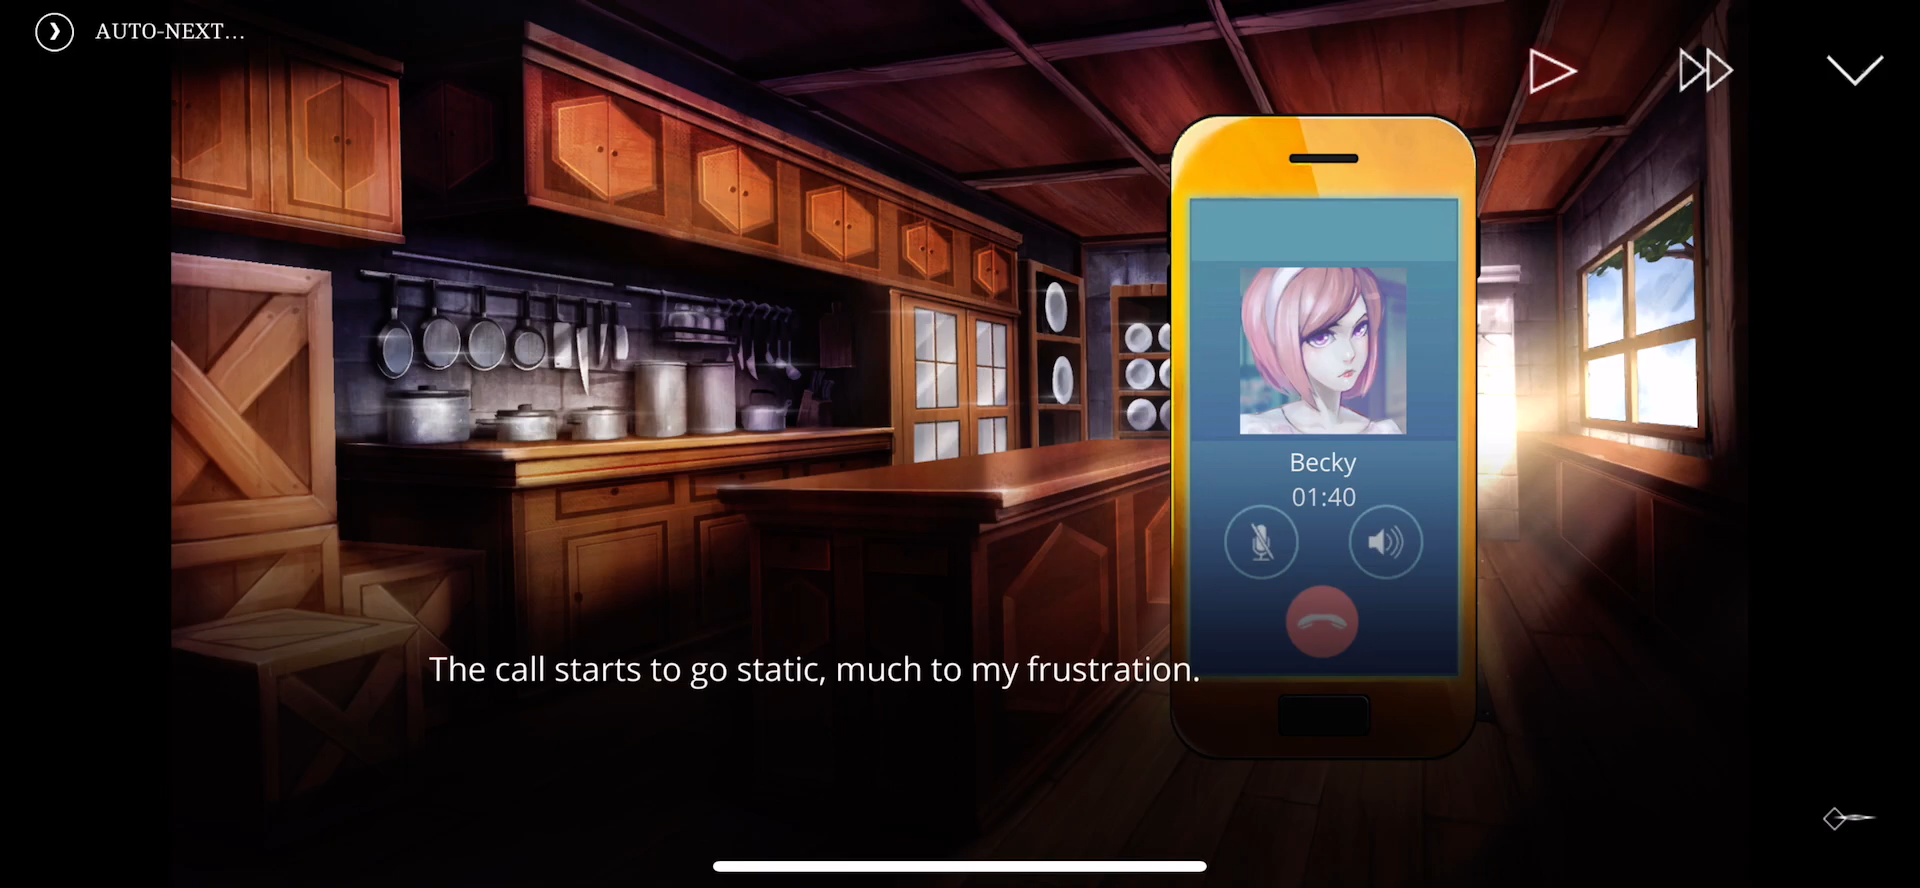 AUTO-NEXT...
Becky
01:40
The call starts to go static, much to my frustration.